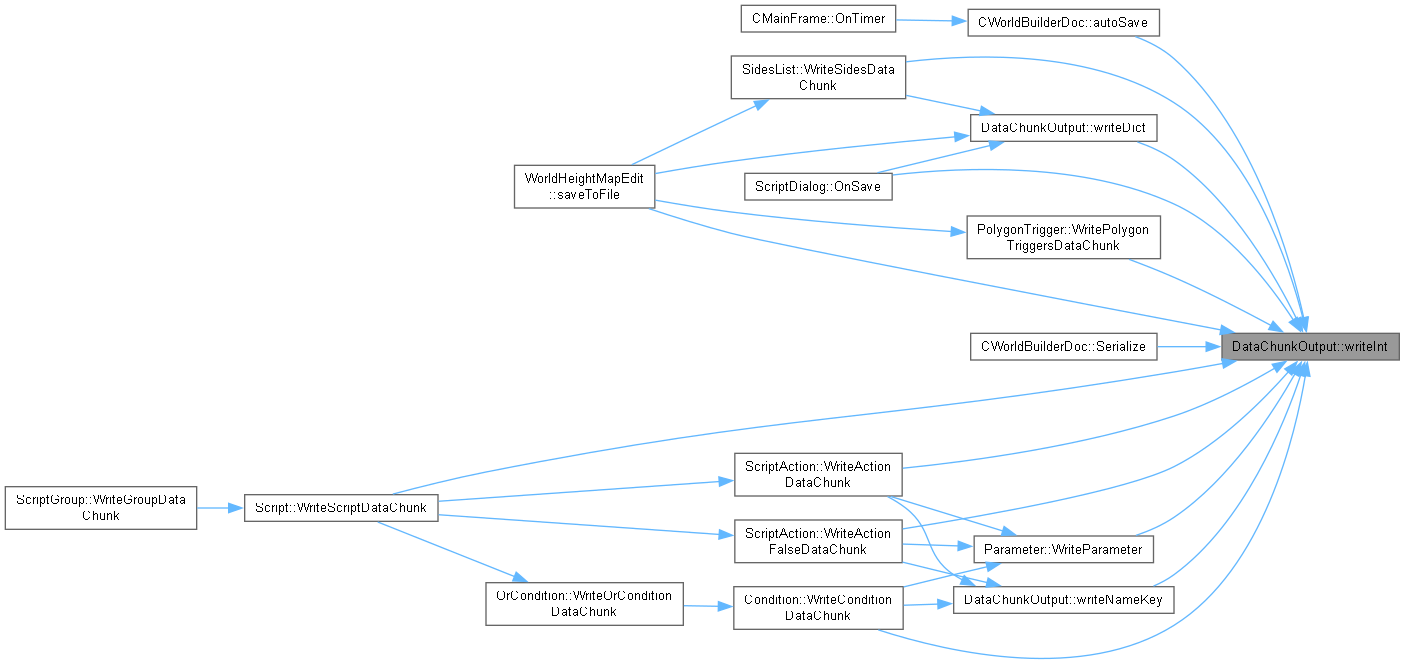 CMainFrame::OnTimer
CWorldBuilderDoc::autoSave
SidesList::WriteSidesData
Chunk
DataChunkOutput::writeDict
WorldHeightMapEdit
::saveToFile
ScriptDialog::OnSave
PolygonTrigger::WritePolygon
TriggersDataChunk
CWorldBuilderDoc::Serialize
DataChunkOutput::writeInt
ScriptAction::WriteAction
DataChunk
ScriptGroup::WriteGroupData
Chunk
Script::WriteScriptDataChunk
ScriptAction::WriteAction
FalseDataChunk
Parameter::WriteParameter
OrCondition::WriteOrCondition
DataChunk
Condition::WriteCondition
DataChunk
DataChunkOutput::writeNameKey